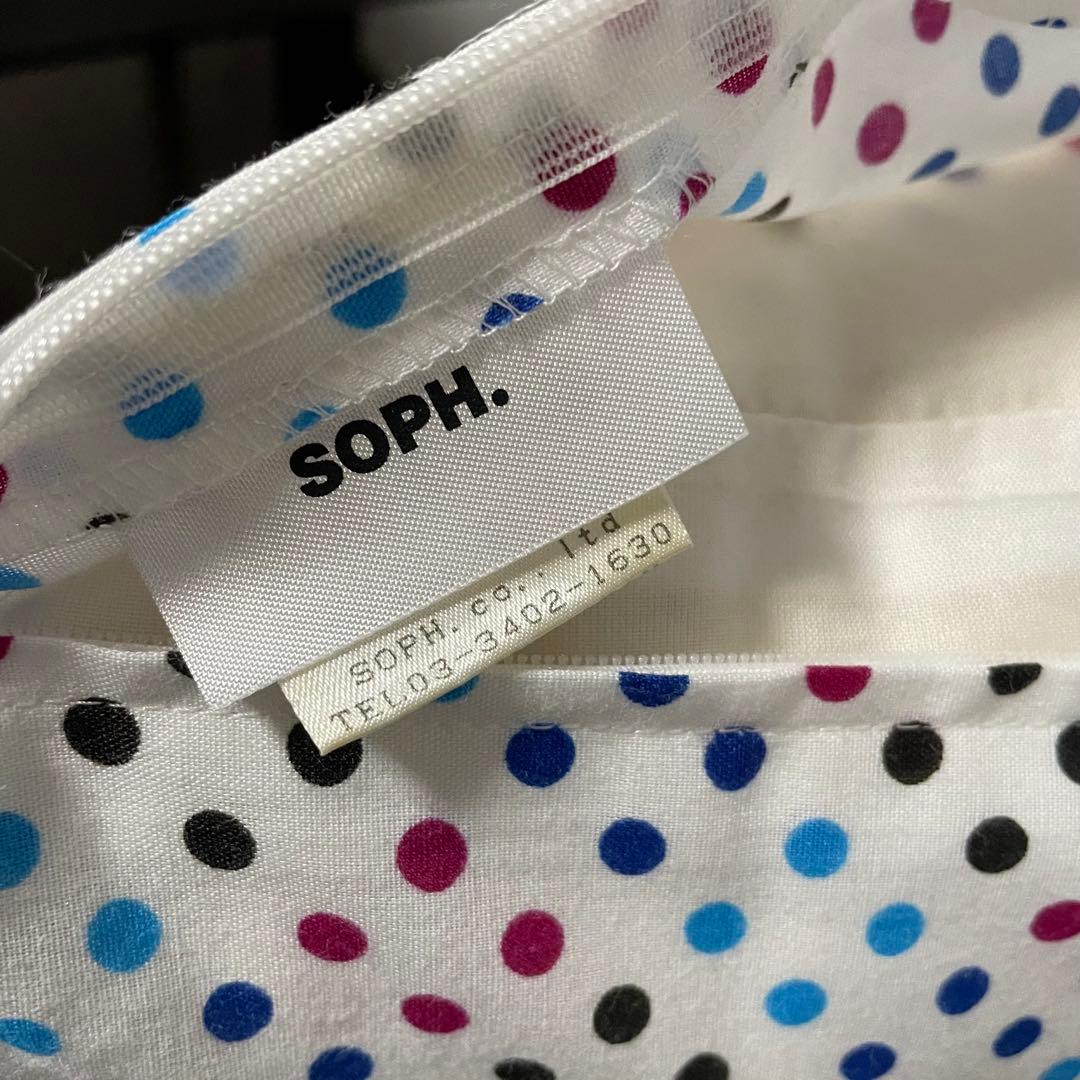 SOPH.
SOPH. co., ltd
TEL03-3402-1630